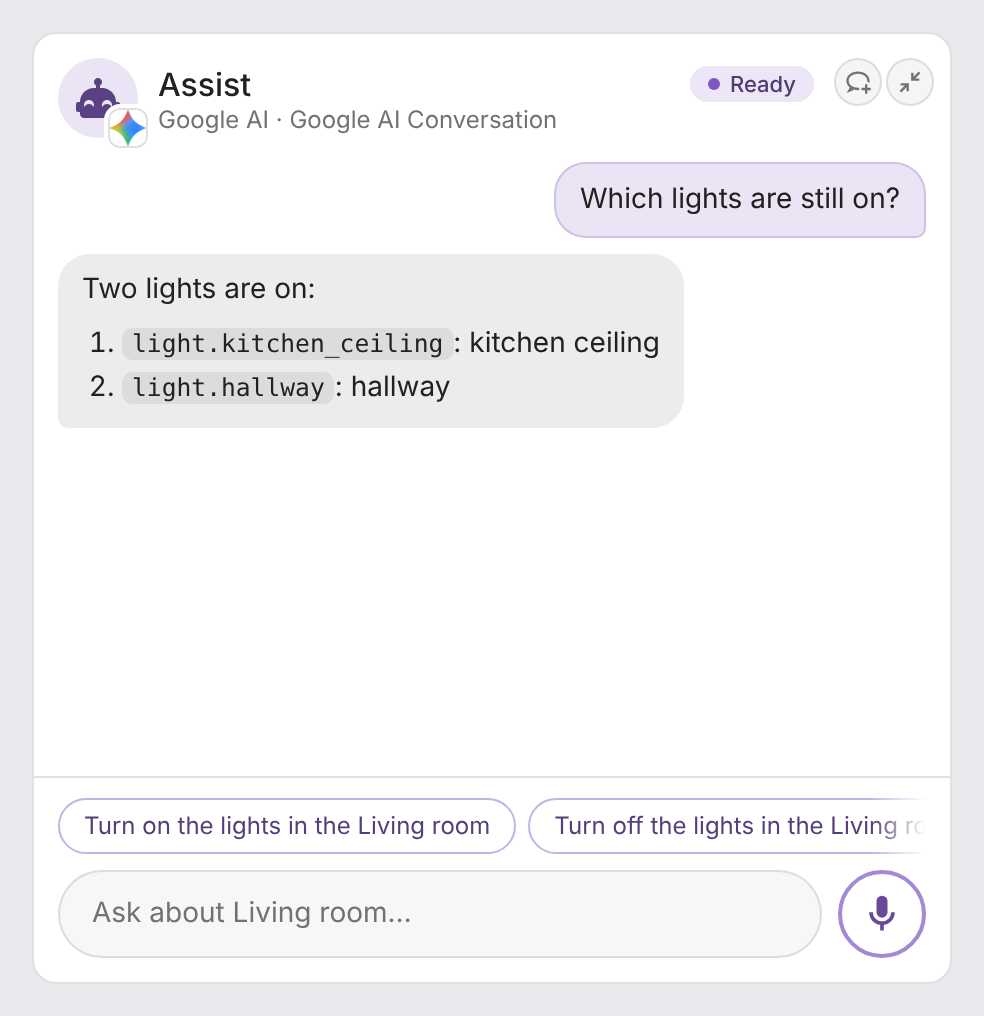 Assist
Ready
Google AI · Google AI Conversation
Which lights are still on?
Two lights are on:
1. light.kitchen_ceiling: kitchen ceiling
2. light.hallway: hallway
Turn on the lights in the Living room
Turn off the lights in the Living
Ask about Living room...